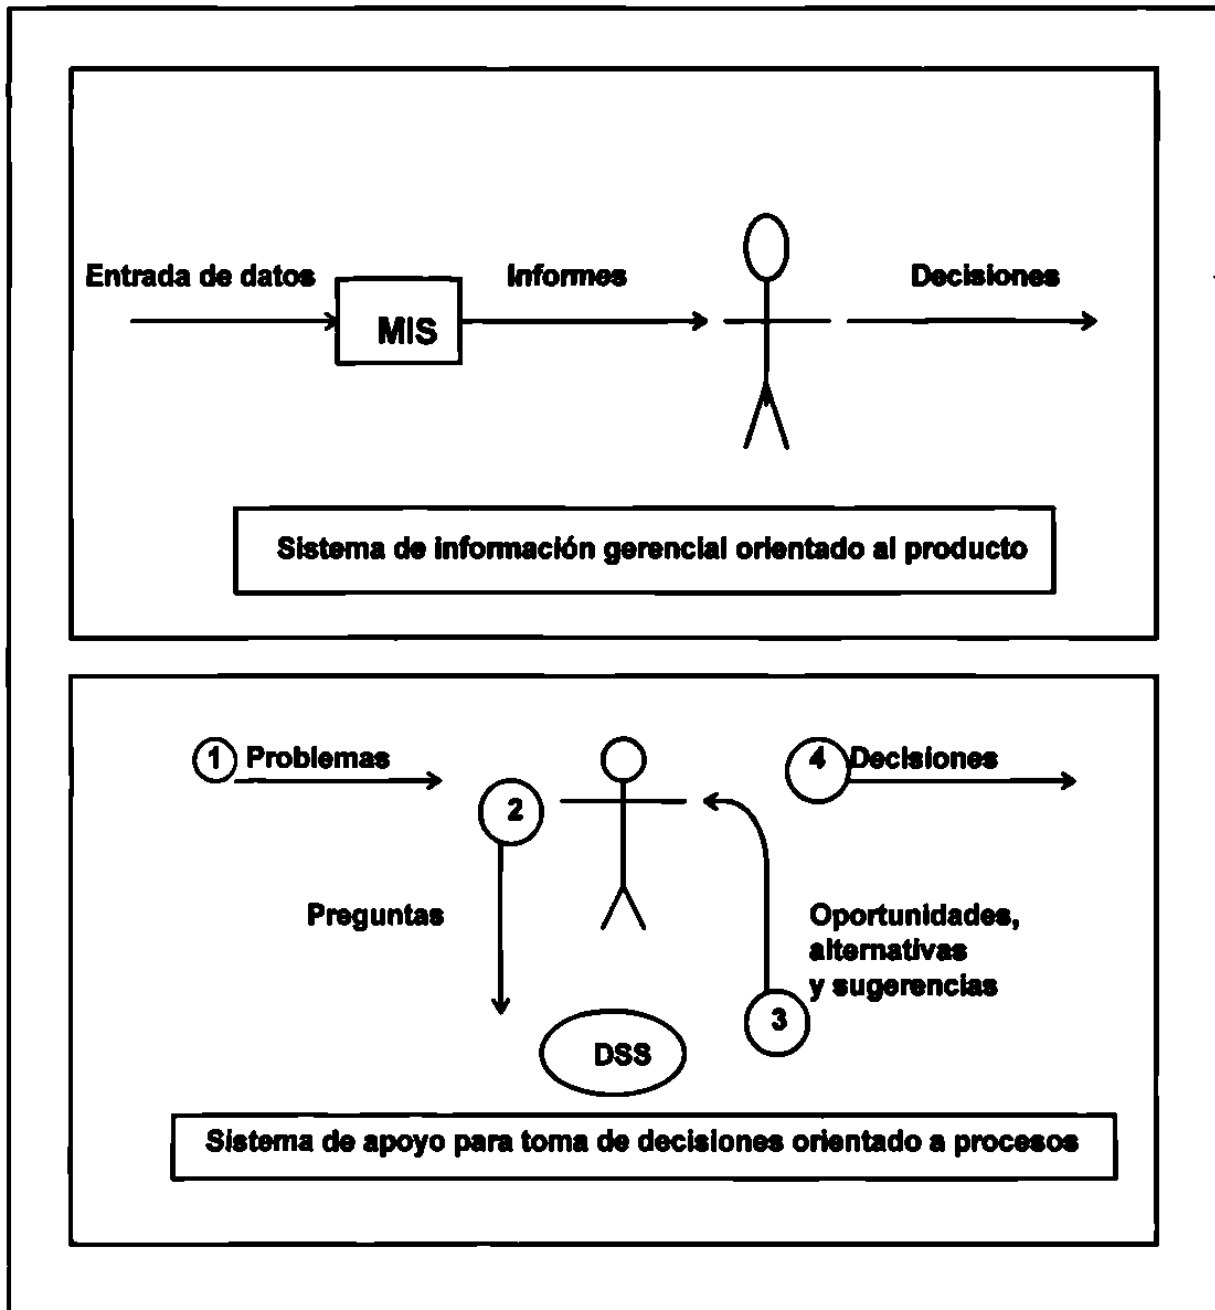 Entrada de datos
MIS
Informes
Decisiones
Sistema de información gerencial orientado al producto
1 Problemas
2
4 Decisiones
Preguntas
Oportunidades,
alternativas
y sugerencias
3
DSS
Sistema de apoyo para toma de decisiones orientado a procesos